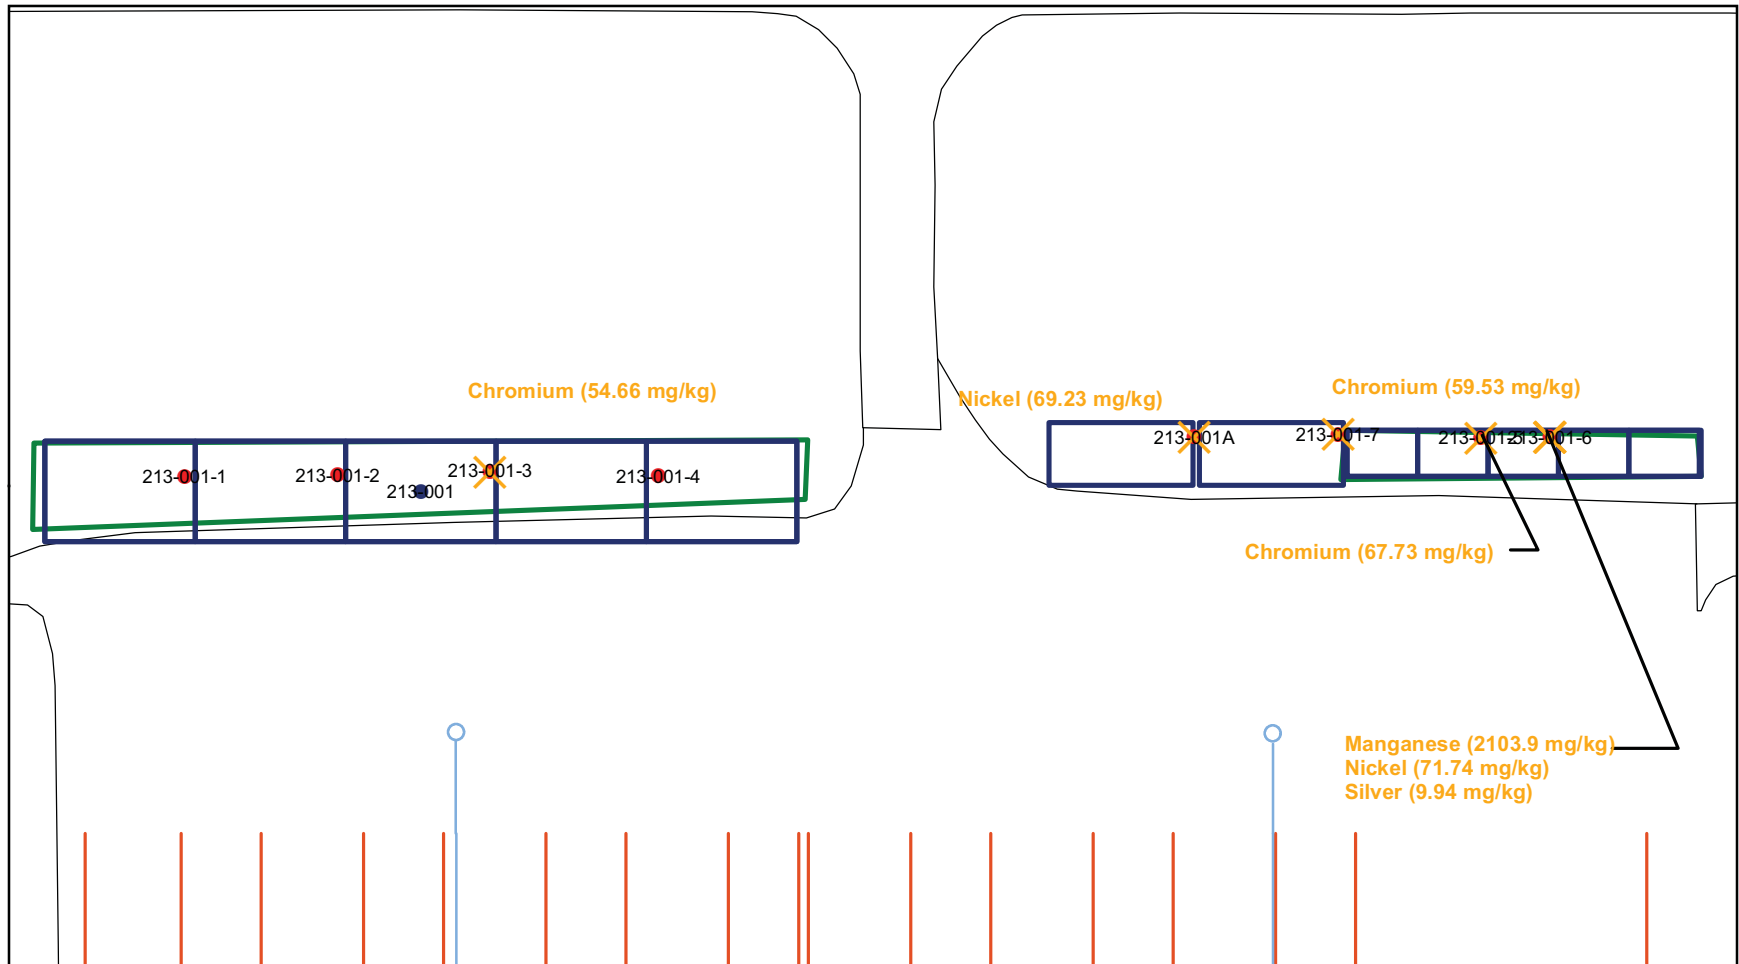 Chromium (54.66 mg/kg)
Nickel (69.23 mg/kg)
Chromium (59.53 mg/kg)
213-001-1
213-001-2
213-001
213-001-3
213-001-4
213-001A
213-001-7
213-001-5
213-001-6
Chromium (67.73 mg/kg)
Manganese (2103.9 mg/kg)
Nickel (71.74 mg/kg)
Silver (9.94 mg/kg)